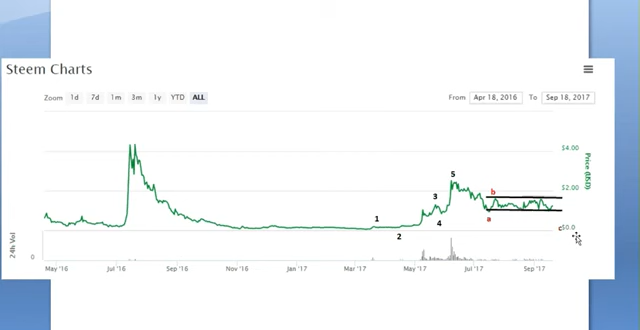 Steem Charts
Zoom 1d 7d 1m 3m 1y YTD ALL From Apr 18, 2016 To Sep 18, 2017
$4.00
Price (USD)
5
b
$2.00
3
1
4
a
2
c$0.0
24h Vol
0
May '16 Jul '16 Sep '16 Nov '16 Jan '17 Mar '17 May '17 Jul '17 Sep '17